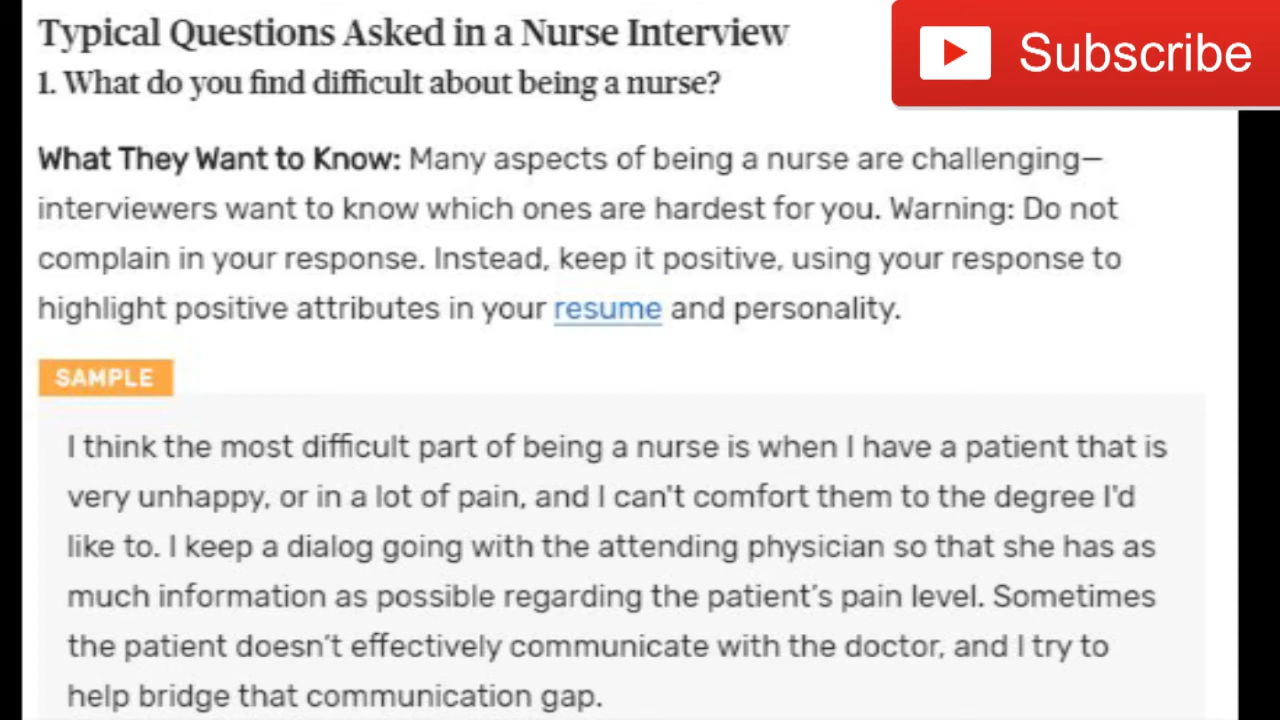 Typical Questions Asked in a Nurse Interview
Subscribe
1. What do you find difficult about being a nurse?
What They Want to Know: Many aspects of being a nurse are challenging—
interviewers want to know which ones are hardest for you. Warning: Do not
complain in your response. Instead, keep it positive, using your response to
highlight positive attributes in your resume and personality.
SAMPLE
I think the most difficult part of being a nurse is when I have a patient that is
very unhappy, or in a lot of pain, and I can't comfort them to the degree I'd
like to. I keep a dialog going with the attending physician so that she has as
much information as possible regarding the patient's pain level. Sometimes
the patient doesn't effectively communicate with the doctor, and I try to
help bridge that communication gap.